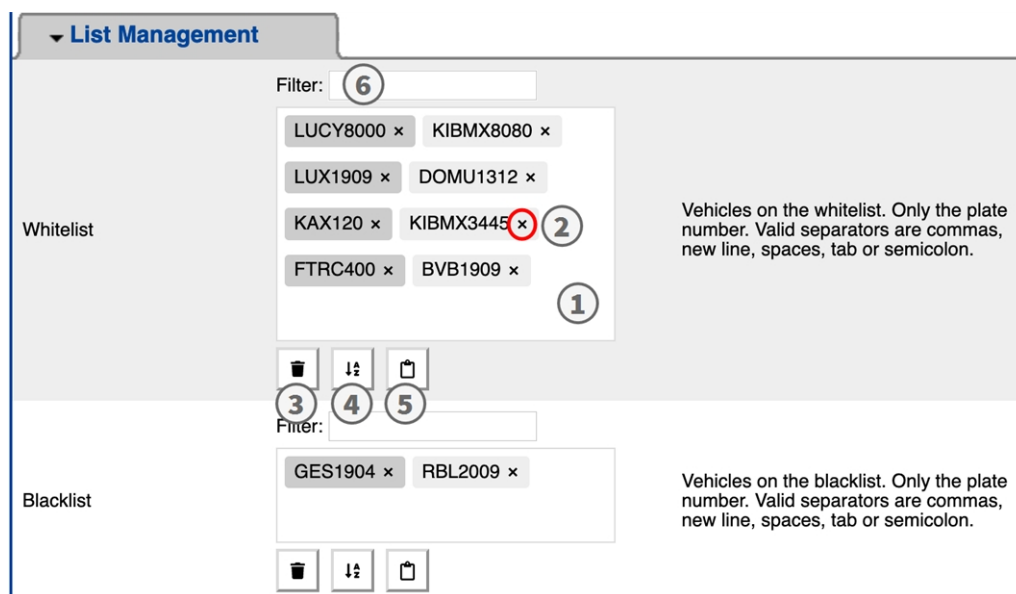 List Management
Filter: 6
LUCY8000 × KIBMX8080 ×
LUX1909 × DOMU1312 ×
KAX120 × KIBMX3445 × 2
FTRC400 × BVB1909 ×
1
Whitelist
Vehicles on the whitelist. Only the plate
number. Valid separators are commas,
new line, spaces, tab or semicolon.
3 4 5
Filter:
GES1904 × RBL2009 ×
Blacklist
Vehicles on the blacklist. Only the plate
number. Valid separators are commas,
new line, spaces, tab or semicolon.